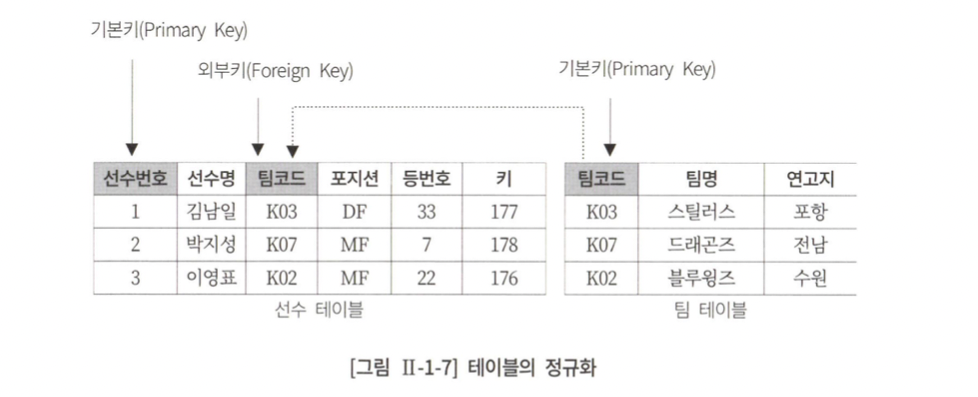 기본키(Primary Key)
외부키(Foreign Key)
기본키(Primary Key)
선수번호 선수명 팀코드 포지션 등번호 키
1 김남일 K03 DF 33 177
2 박지성 K07 MF 7 178
3 이영표 K02 MF 22 176
선수 테이블
팀코드 팀명 연고지
K03 스틸러스 포항
K07 드래곤즈 전남
K02 블루윙즈 수원
팀 테이블
[그림 Ⅱ-1-7] 테이블의 정규화